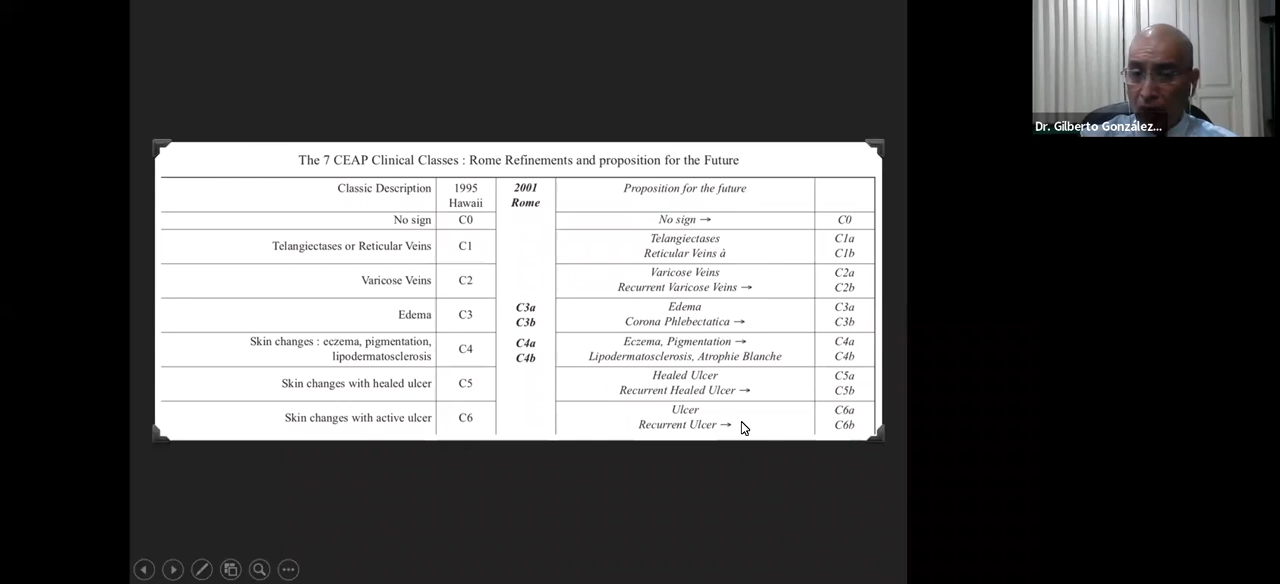 The 7 CEAP Clinical Classes : Rome Refinements and proposition for the Future
Classic Description 1995 Hawaii 2001 Rome Proposition for the future
No sign C0 No sign → C0
Telangiectases or Reticular Veins C1 Telangiectases C1a
Reticular Veins à C1b
Varicose Veins C2 Varicose Veins C2a
Recurrent Varicose Veins → C2b
Edema C3 C3a Edema C3a
C3b Corona Phlebectatica → C3b
Skin changes : eczema, pigmentation, lipodermatosclerosis C4 C4a Eczema, Pigmentation → C4a
C4b Lipodermatosclerosis, Atrophie Blanche C4b
Skin changes with healed ulcer C5 Healed Ulcer C5a
Recurrent Healed Ulcer → C5b
Skin changes with active ulcer C6 Ulcer C6a
Recurrent Ulcer → C6b
Dr. Gilberto González...